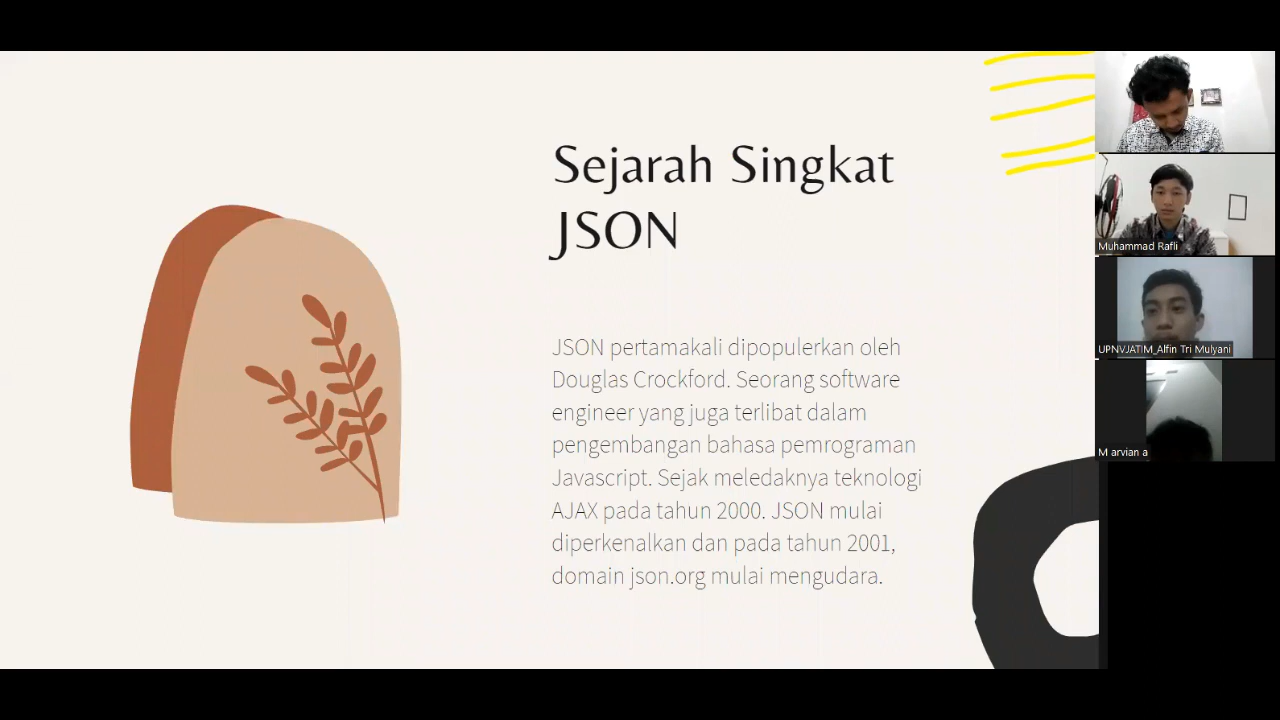 Sejarah Singkat
JSON
JSON pertamakali dipopulerkan oleh
Douglas Crockford. Seorang software
engineer yang juga terlibat dalam
pengembangan bahasa pemrograman
Javascript. Sejak meledaknya teknologi
AJAX pada tahun 2000. JSON mulai
diperkenalkan dan pada tahun 2001,
domain json.org mulai mengudara.
Muhammad Rafli
UPNVJATIM_Alfin Tri Mulyani
M arvian a